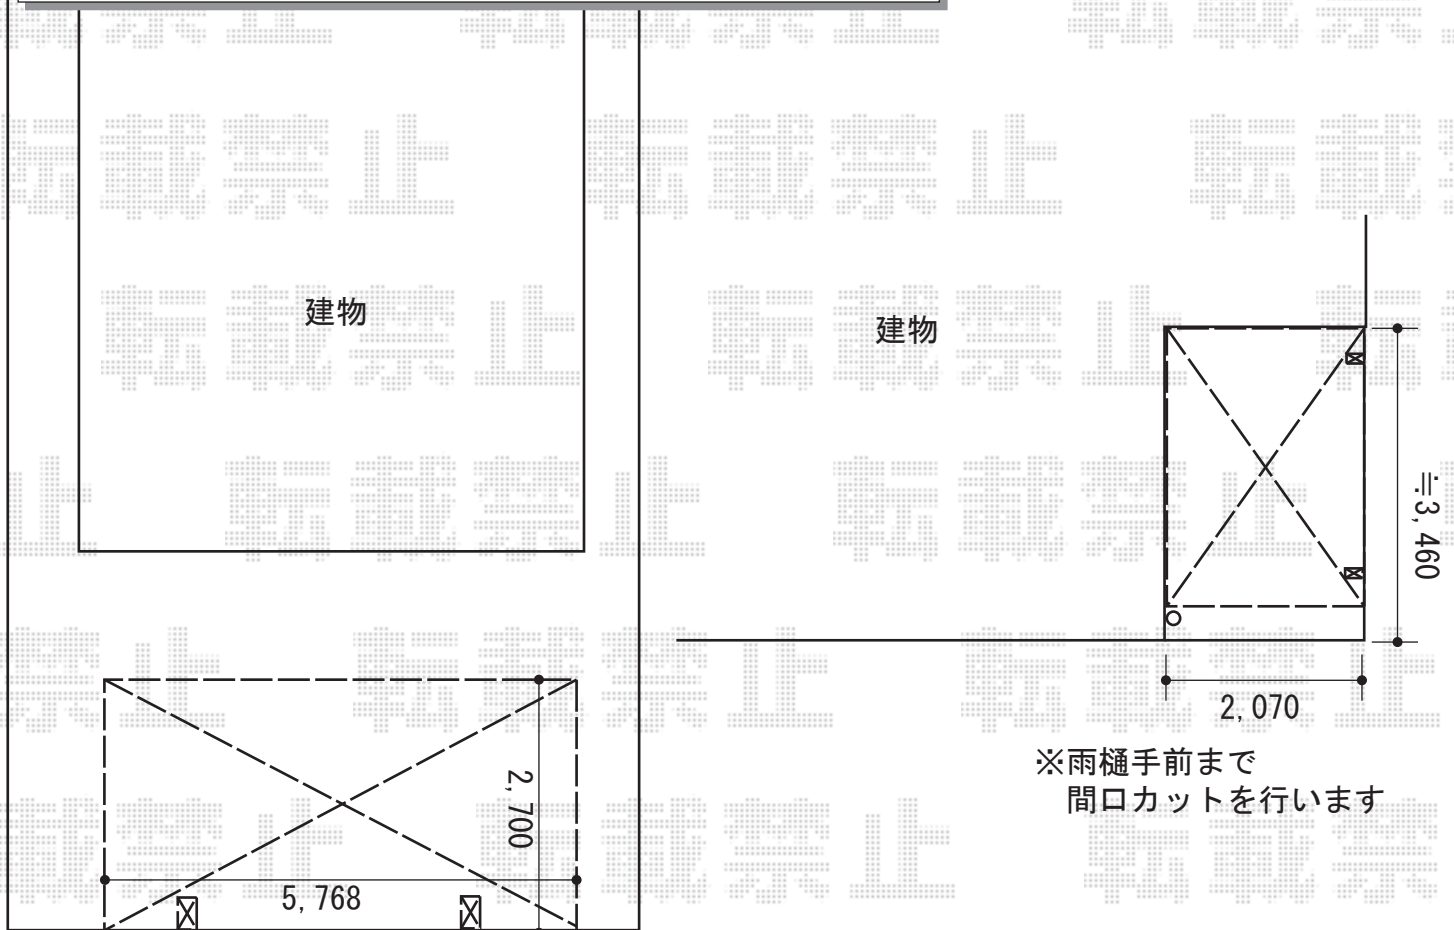 建物
建物
≒3,460
2,070
※雨樋手前まで
間口カットを行います
2,700
5,768
転載禁止